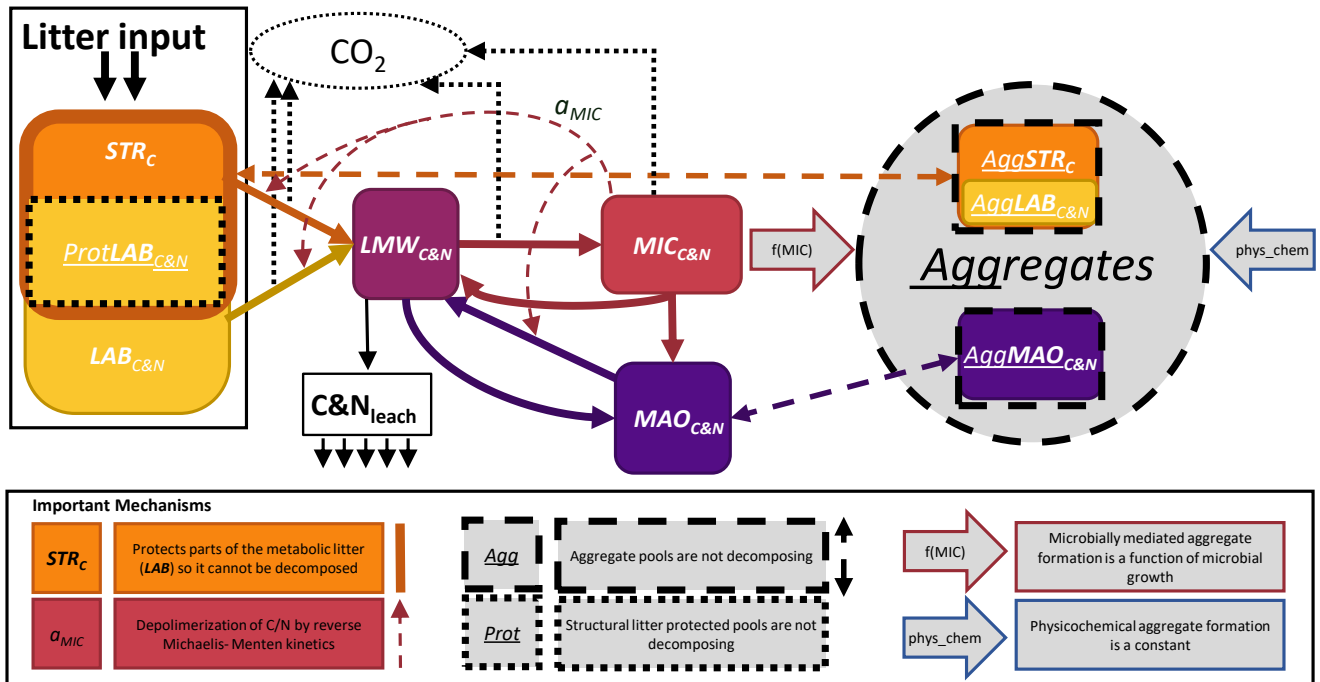 Litter input
CO2
aMIC
STRC
ProtLABC&N
LABC&N
LMWC&N
MICC&N
MAOC&N
C&Nleach
f(MIC)
AggSTRC
AggLABC&N
Aggregates
AggMAOC&N
phys_chem
Important Mechanisms
STRC
Protects parts of the metabolic litter
(LAB) so it cannot be decomposed
aMIC
Depolimerization of C/N by reverse
Michaelis- Menten kinetics
Agg
Aggregate pools are not decomposing
Prot
Structural litter protected pools are not
decomposing
f(MIC)
Microbially mediated aggregate
formation is a function of microbial
growth
phys_chem
Physicochemical aggregate formation
is a constant